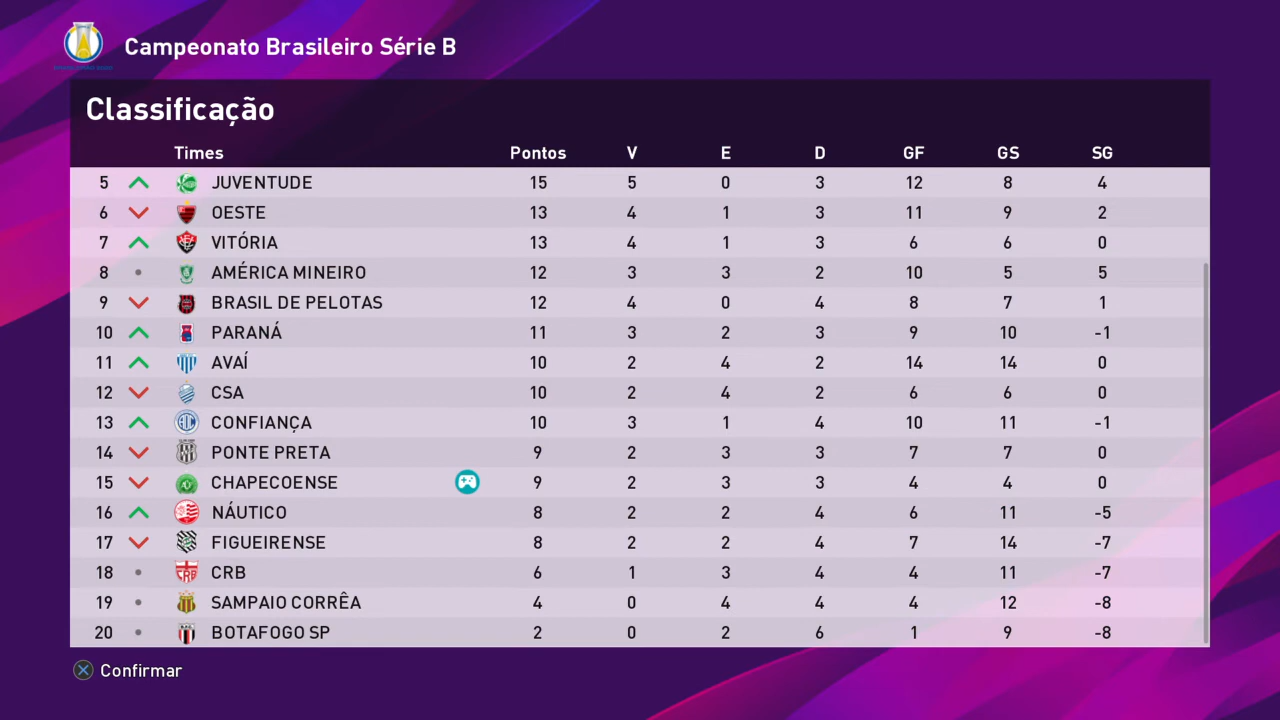 Campeonato Brasileiro Série B
Classificação
Times Pontos V E D GF GS SG
5 JUVENTUDE 15 5 0 3 12 8 4
6 OESTE 13 4 1 3 11 9 2
7 VITÓRIA 13 4 1 3 6 6 0
8 AMÉRICA MINEIRO 12 3 3 2 10 5 5
9 BRASIL DE PELOTAS 12 4 0 4 8 7 1
10 PARANÁ 11 3 2 3 9 10 -1
11 AVAÍ 10 2 4 2 14 14 0
12 CSA 10 2 4 2 6 6 0
13 CONFIANÇA 10 3 1 4 10 11 -1
14 PONTE PRETA 9 2 3 3 7 7 0
15 CHAPECOENSE 9 2 3 3 4 4 0
16 NÁUTICO 8 2 2 4 6 11 -5
17 FIGUEIRENSE 8 2 2 4 7 14 -7
18 CRB 6 1 3 4 4 11 -7
19 SAMPAIO CORRÊA 4 0 4 4 4 12 -8
20 BOTAFOGO SP 2 0 2 6 1 9 -8
Confirmar